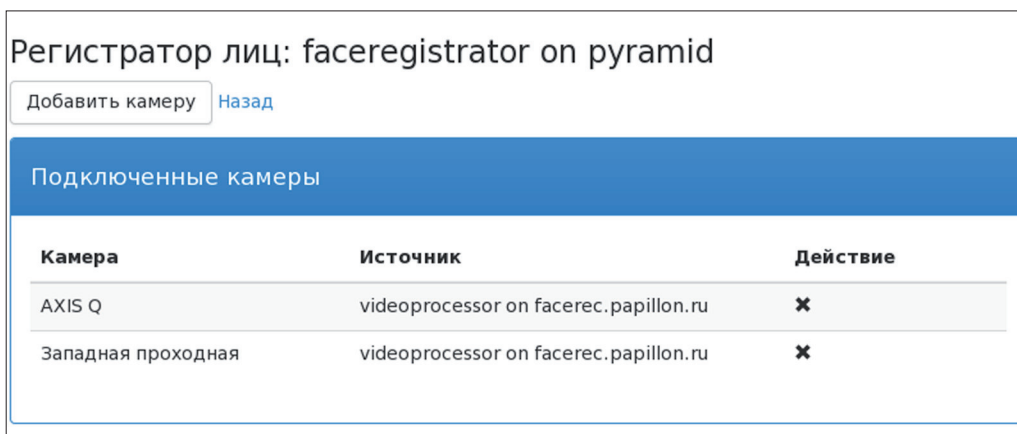 Регистратор лиц: faceregistrator on pyramid
Добавить камеру Назад
Подключенные камеры
Камера Источник Действие
AXIS Q videoprocessor on facerec.papillon.ru ✖
Западная проходная videoprocessor on facerec.papillon.ru ✖